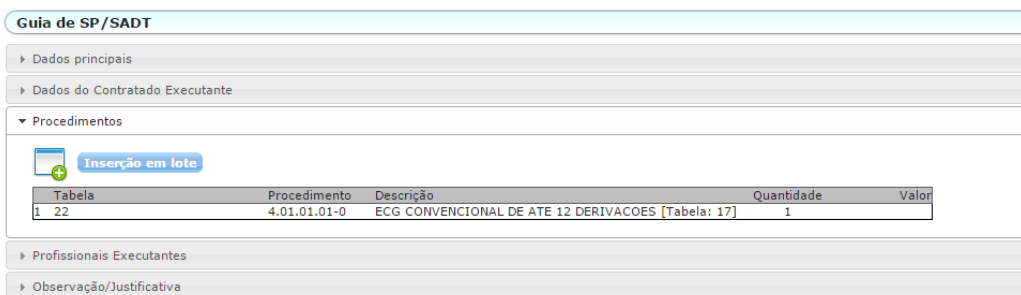 Guia de SP/SADT
Dados principais
Dados do Contratado Executante
Procedimentos
Inserção em lote
Tabela Procedimento Descrição Quantidade Valor
1 22 4.01.01.01-0 ECG CONVENCIONAL DE ATE 12 DERIVACOES [Tabela: 17] 1
Profissionais Executantes
Observação/Justificativa